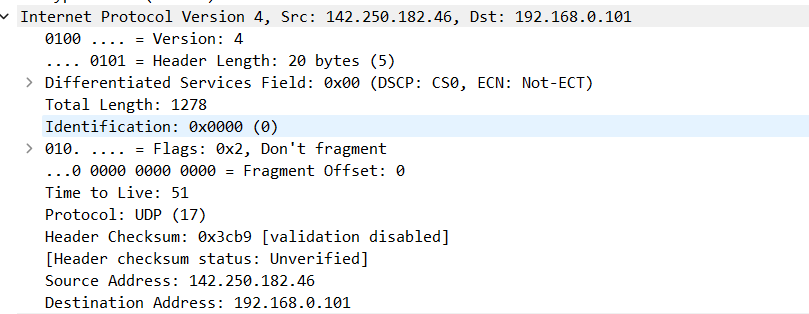 Internet Protocol Version 4, Src: 142.250.182.46, Dst: 192.168.0.101
0100 .... = Version: 4
.... 0101 = Header Length: 20 bytes (5)
Differentiated Services Field: 0x00 (DSCP: CS0, ECN: Not-ECT)
Total Length: 1278
Identification: 0x0000 (0)
010. .... = Flags: 0x2, Don't fragment
...0 0000 0000 0000 = Fragment Offset: 0
Time to Live: 51
Protocol: UDP (17)
Header Checksum: 0x3cb9 [validation disabled]
[Header checksum status: Unverified]
Source Address: 142.250.182.46
Destination Address: 192.168.0.101